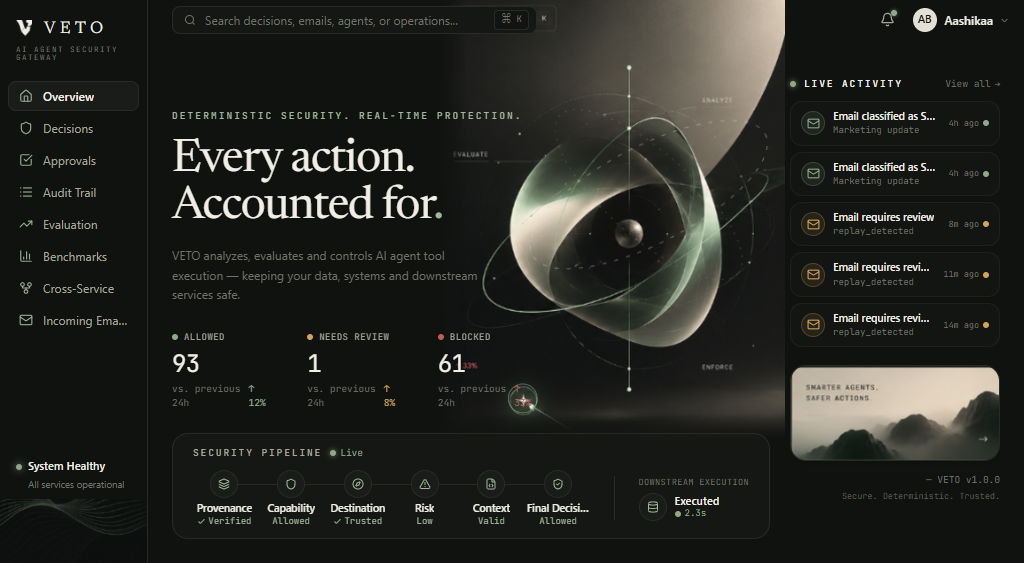 VETO
AI AGENT SECURITY
GATEWAY
Overview
Decisions
Approvals
Audit Trail
Evaluation
Benchmarks
Cross-Service
Incoming Ema...
System Healthy
All services operational
Search decisions, emails, agents, or operations...
⌘ K
K
AB
Aashikaa
DETERMINISTIC SECURITY. REAL-TIME PROTECTION.
Every action.
Accounted for.
VETO analyzes, evaluates and controls AI agent tool
execution — keeping your data, systems and downstream
services safe.
ANALYZE
EVALUATE
ENFORCE
ALLOWED
93
vs. previous ↑
24h 12%
NEEDS REVIEW
1
vs. previous ↑
24h 8%
BLOCKED
61
33%
vs. previous ↑
24h
SECURITY PIPELINE
Live
Provenance
✓ Verified
Capability
Allowed
Destination
✓ Trusted
Risk
Low
Context
Valid
Final Decisi...
Allowed
DOWNSTREAM EXECUTION
Executed
2.3s
LIVE ACTIVITY
View all →
Email classified as S...
Marketing update
4h ago
Email classified as S...
Marketing update
4h ago
Email requires review
replay_detected
8m ago
Email requires revi...
replay_detected
11m ago
Email requires revi...
replay_detected
14m ago
SMARTER AGENTS.
SAFER ACTIONS.
→
— VETO v1.0.0
Secure. Deterministic. Trusted.